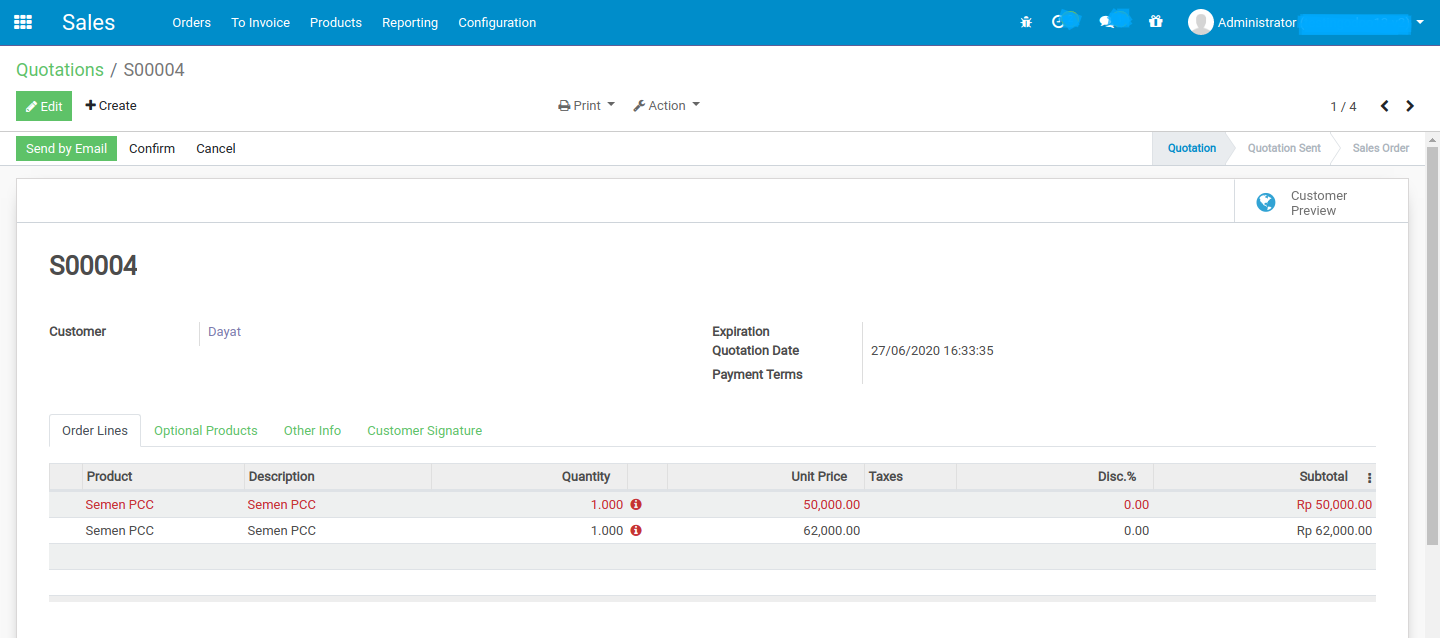 Sales Orders To Invoice Products Reporting Configuration Administrator
Quotations / S00004
Edit Create Print Action 1 / 4
Send by Email Confirm Cancel Quotation Quotation Sent Sales Order
Customer
Preview
S00004
Customer Dayat Expiration
Quotation Date 27/06/2020 16:33:35
Payment Terms
Order Lines Optional Products Other Info Customer Signature
Product Description Quantity Unit Price Taxes Disc.% Subtotal
Semen PCC Semen PCC 1.000 50,000.00 0.00 Rp 50,000.00
Semen PCC Semen PCC 1.000 62,000.00 0.00 Rp 62,000.00